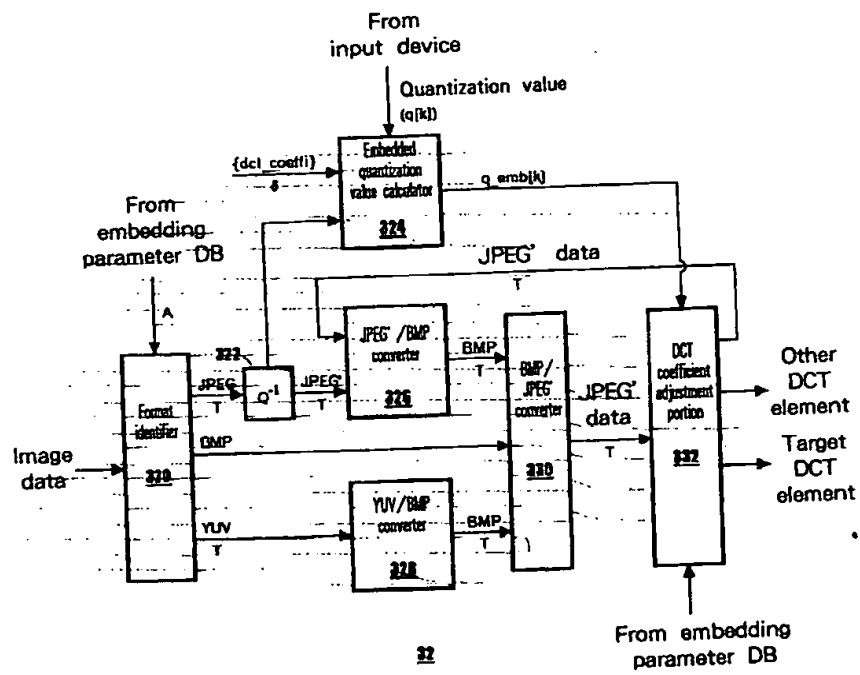 From
input device
Quantization value
(q[k])
Embedded
quantization
value calculator
324
{dct_coeffi}
δ
q_emb[k]
From
embedding
parameter DB
A
JPEG' data
T
322
JPEG
T
Q⁻¹
JPEG'
T
JPEG'/BMP
converter
326
BMP
T
BMP/
JPEG'
converter
330
JPEG'
data
T
DCT
coefficient
adjustment
portion
332
Other
DCT
element
Target
DCT
element
Image
data
Format
identifier
320
BMP
YUV
T
YUV/BMP
converter
328
BMP
T
From embedding
parameter DB
32